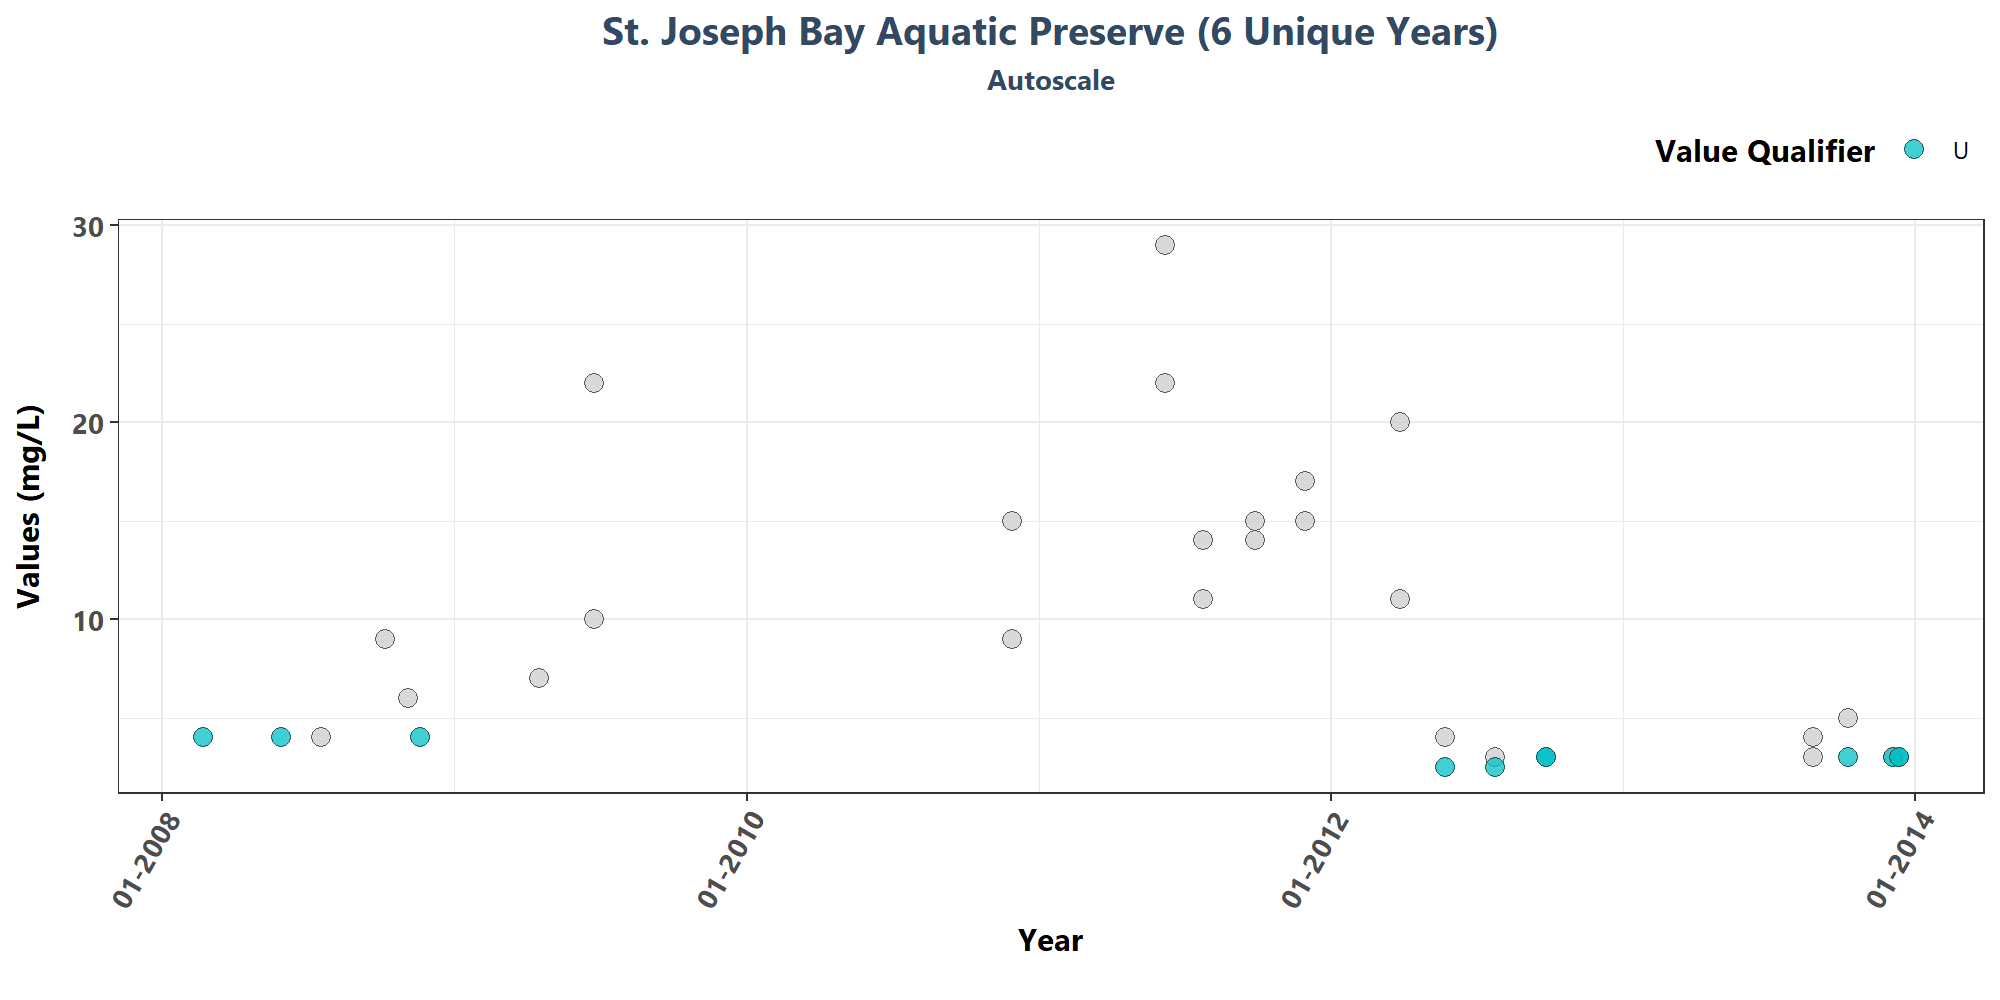 St. Joseph Bay Aquatic Preserve (6 Unique Years)
Autoscale
Value Qualifier U
30
20
10
Values (mg/L)
01-2008
01-2010
01-2012
01-2014
Year